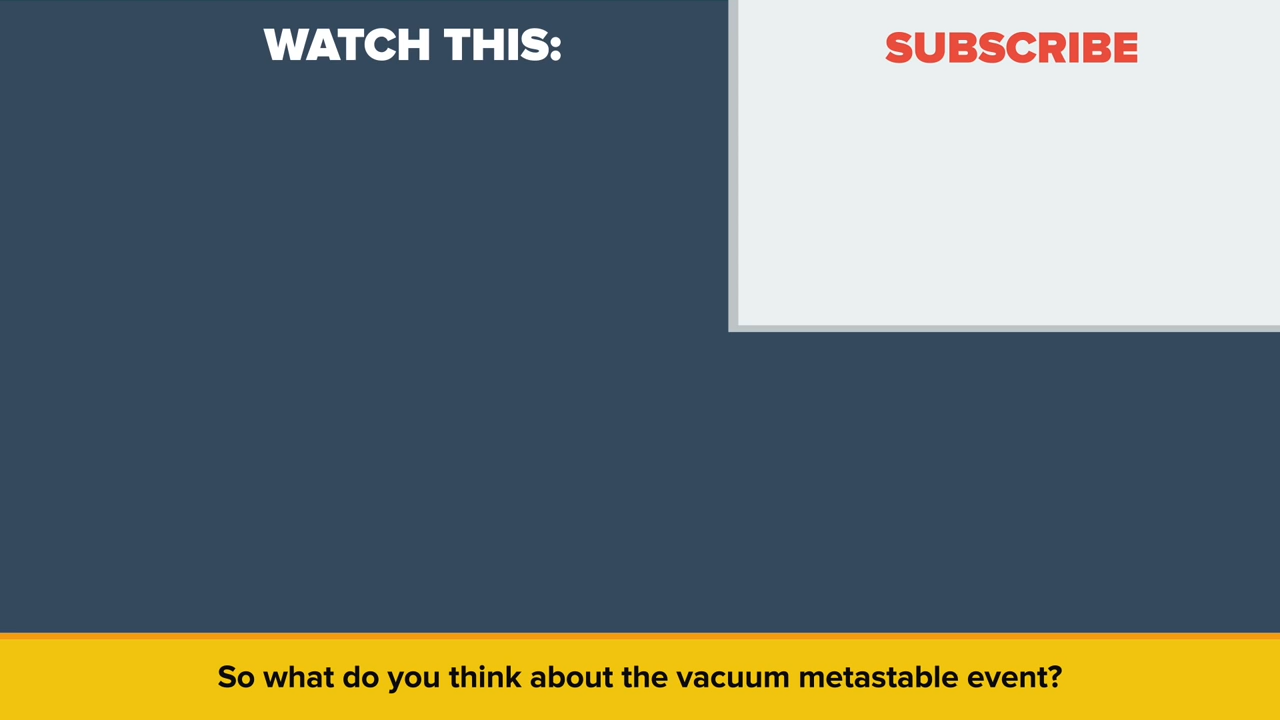 WATCH THIS:
SUBSCRIBE
So what do you think about the vacuum metastable event?